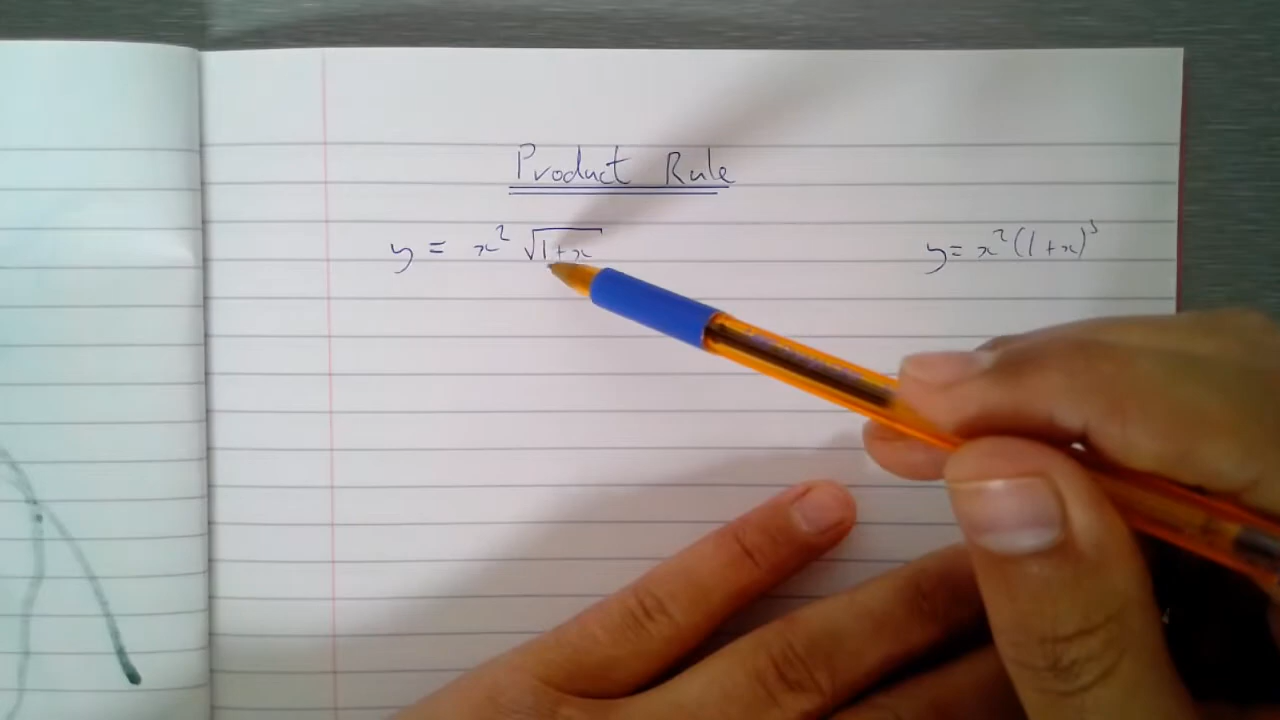 Product Rule
y = x² √(1+x)
y = x²(1+x)³